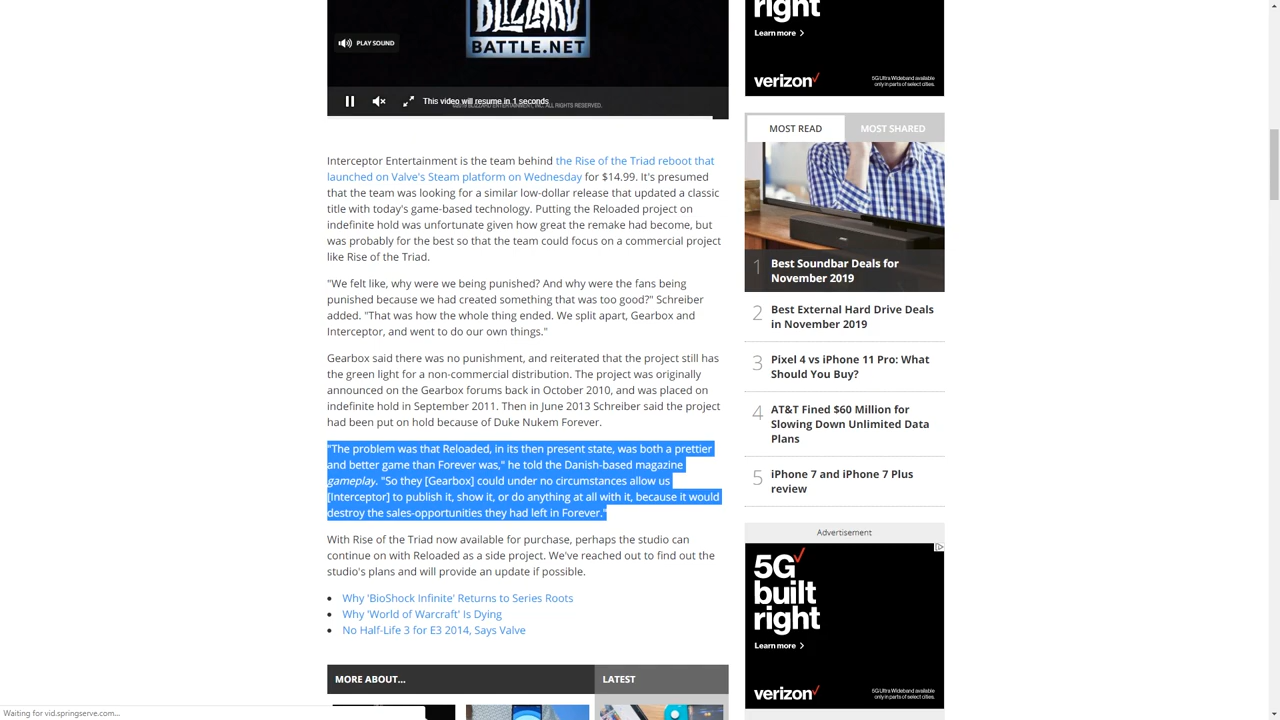 BLIZZARD
BATTLE.NET
PLAY SOUND
This video will resume in 1 seconds
Interceptor Entertainment is the team behind the Rise of the Triad reboot that
launched on Valve's Steam platform on Wednesday for $14.99. It's presumed
that the team was looking for a similar low-dollar release that updated a classic
title with today's game-based technology. Putting the Reloaded project on
indefinite hold was unfortunate given how great the remake had become, but
was probably for the best so that the team could focus on a commercial project
like Rise of the Triad.
"We felt like, why were we being punished? And why were the fans being
punished because we had created something that was too good?" Schreiber
added. "That was how the whole thing ended. We split apart, Gearbox and
Interceptor, and went to do our own things."
Gearbox said there was no punishment, and reiterated that the project still has
the green light for a non-commercial distribution. The project was originally
announced on the Gearbox forums back in October 2010, and was placed on
indefinite hold in September 2011. Then in June 2013 Schreiber said the project
had been put on hold because of Duke Nukem Forever.
"The problem was that Reloaded, in its then present state, was both a prettier
and better game than Forever was," he told the Danish-based magazine
gameplay. "So they [Gearbox] could under no circumstances allow us
[Interceptor] to publish it, show it, or do anything at all with it, because it would
destroy the sales-opportunities they had left in Forever."
With Rise of the Triad now available for purchase, perhaps the studio can
continue on with Reloaded as a side project. We've reached out to find out the
studio's plans and will provide an update if possible.
Why 'BioShock Infinite' Returns to Series Roots
Why 'World of Warcraft' Is Dying
No Half-Life 3 for E3 2014, Says Valve
MORE ABOUT...
LATEST
right
Learn more
verizon
5G Ultra Wideband available
only in parts of select cities.
MOST READ
MOST SHARED
1 Best Soundbar Deals for
November 2019
2 Best External Hard Drive Deals
in November 2019
3 Pixel 4 vs iPhone 11 Pro: What
Should You Buy?
4 AT&T Fined $60 Million for
Slowing Down Unlimited Data
Plans
5 iPhone 7 and iPhone 7 Plus
review
Advertisement
5G
built
right
Learn more
verizon
5G Ultra Wideband available
only in parts of select cities.
Waiting for vid.springserve.com...